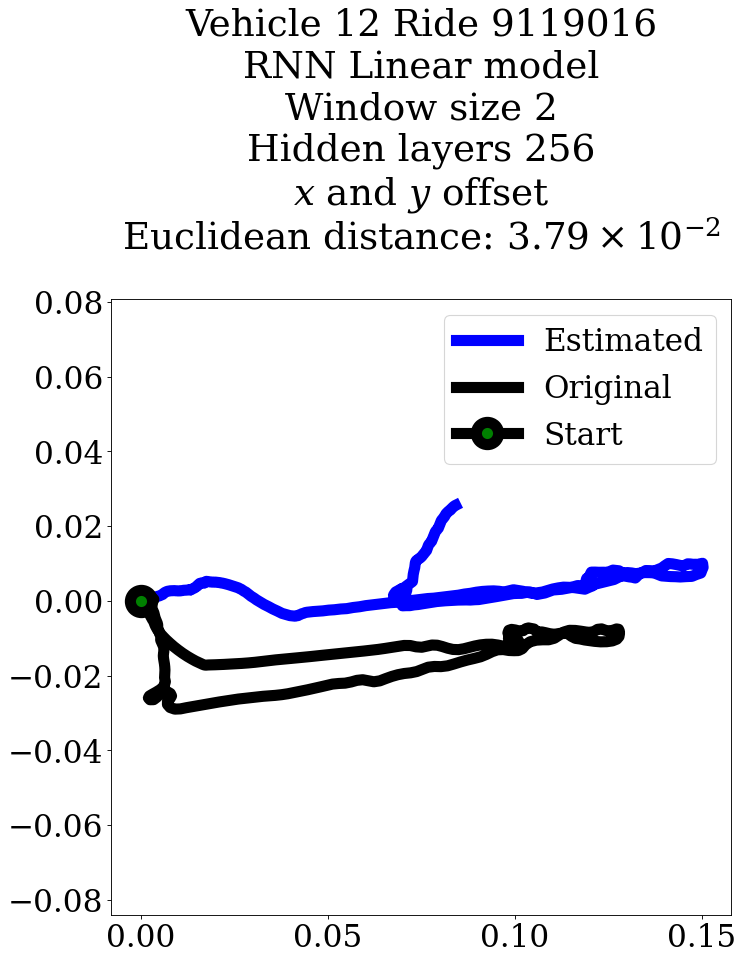 Vehicle 12 Ride 9119016
RNN Linear model
Window size 2
Hidden layers 256
x and y offset
Euclidean distance: 3.79 × 10⁻²
0.08
0.06
0.04
0.02
0.00
−0.02
−0.04
−0.06
−0.08
Estimated
Original
Start
0.00 0.05 0.10 0.15